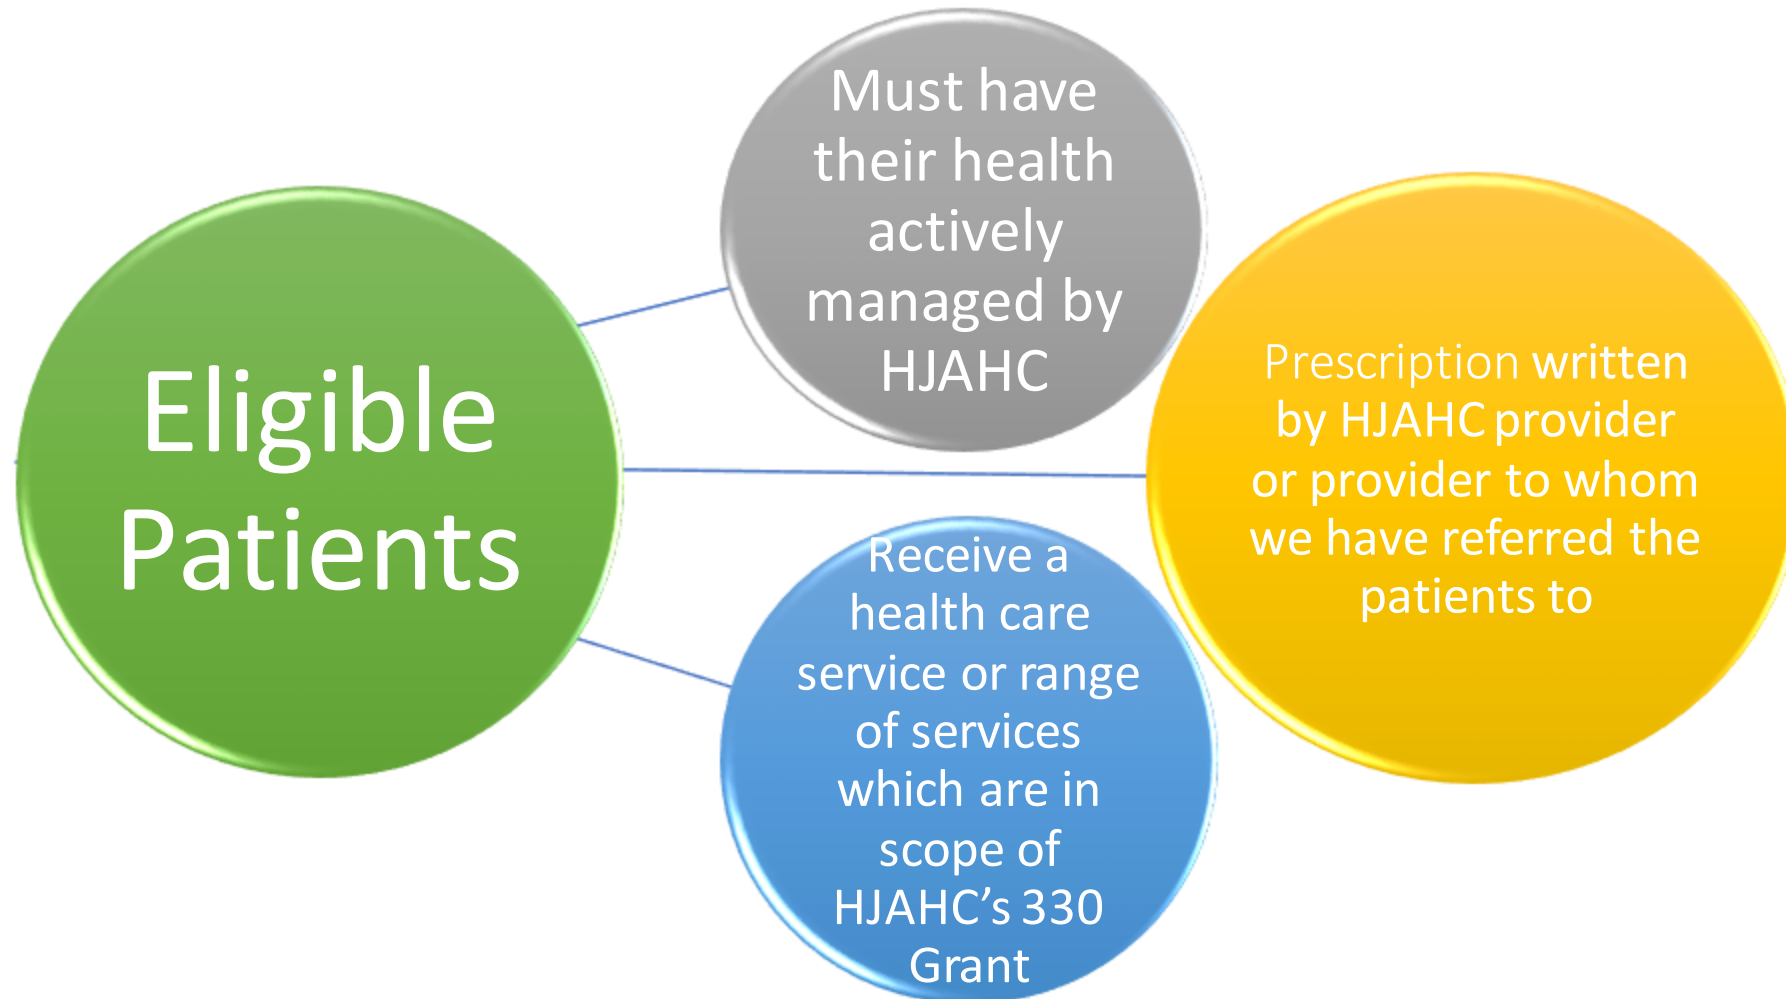 Eligible
Patients
Must have
their health
actively
managed by
HJAHC
Prescription written
by HJAHC provider
or provider to whom
we have referred the
patients to
Receive a
health care
service or range
of services
which are in
scope of
HJAHC’s 330
Grant